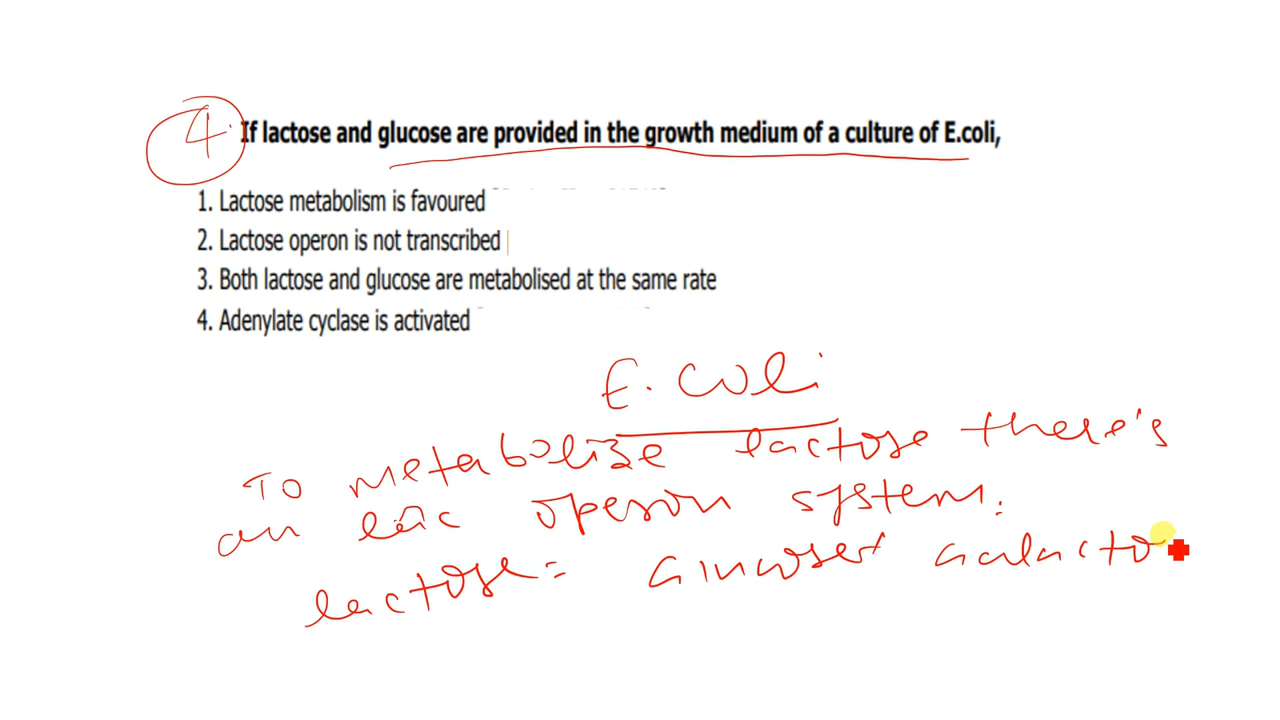 4. If lactose and glucose are provided in the growth medium of a culture of E.coli,
1. Lactose metabolism is favoured
2. Lactose operon is not transcribed
3. Both lactose and glucose are metabolised at the same rate
4. Adenylate cyclase is activated
E. coli
To metabolize lactose there's
an lac operon system.
lactose = Glucose + Galacto